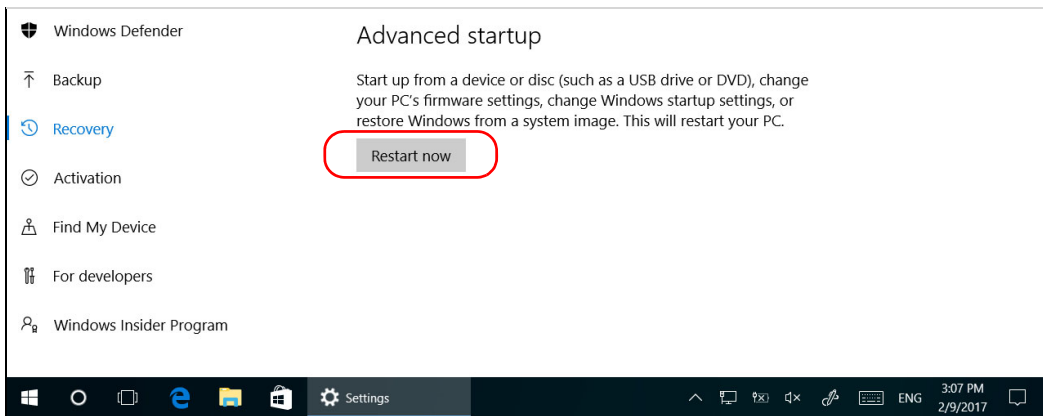 Windows Defender
Backup
Recovery
Activation
Find My Device
For developers
Windows Insider Program
Advanced startup
Start up from a device or disc (such as a USB drive or DVD), change
your PC's firmware settings, change Windows startup settings, or
restore Windows from a system image. This will restart your PC.
Restart now
Settings
ENG
3:07 PM
2/9/2017